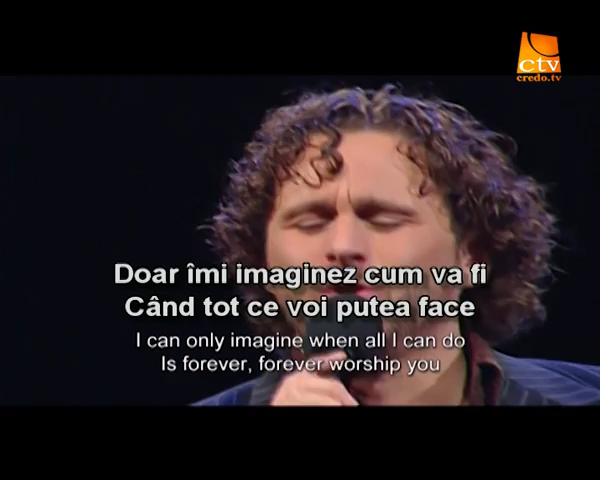 ctv
credo.tv
Doar îmi imaginez cum va fi
Când tot ce voi putea face
I can only imagine when all I can do
Is forever, forever worship you